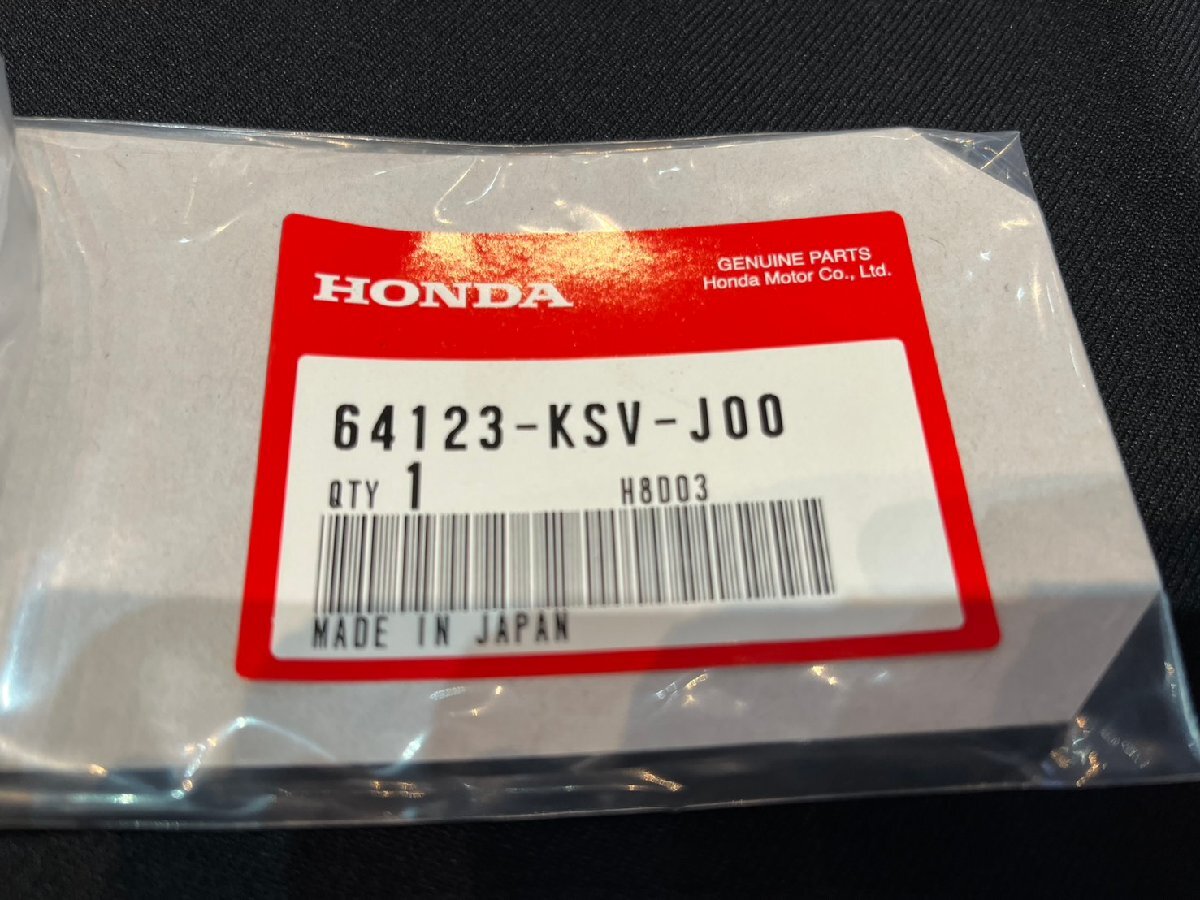 HONDA
GENUINE PARTS
Honda Motor Co., Ltd.
64123-KSV-J00
QTY 1 H8D03
MADE IN JAPAN